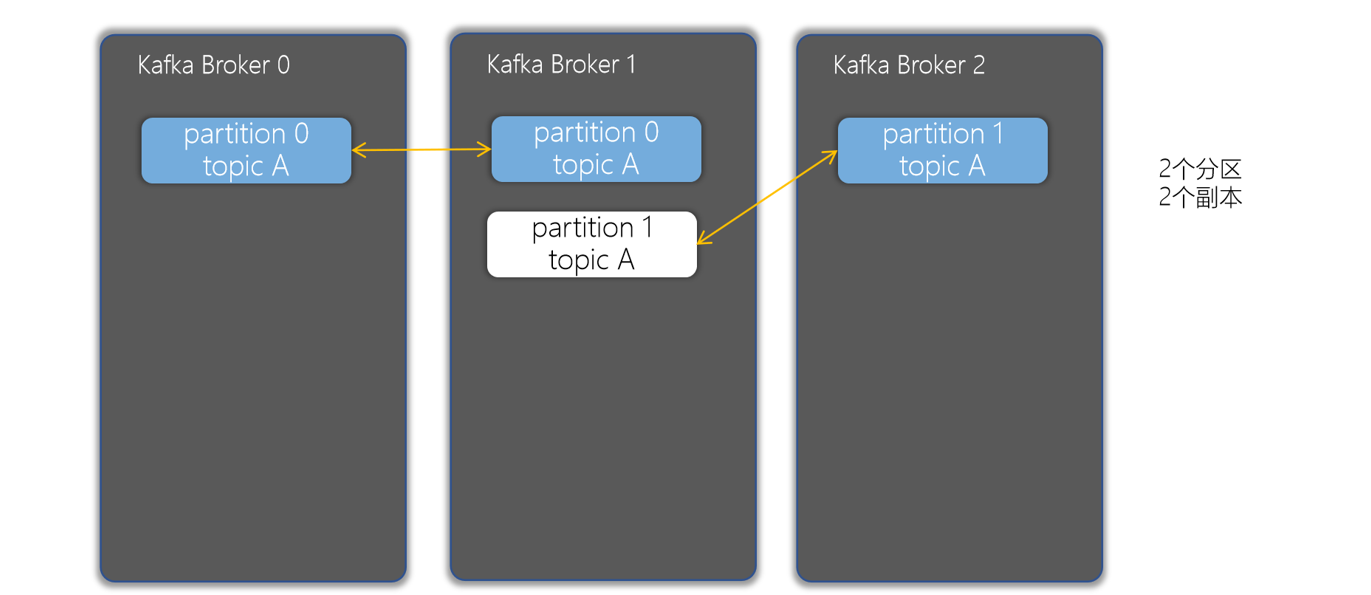 Kafka Broker 0
partition 0
topic A
Kafka Broker 1
partition 0
topic A
partition 1
topic A
Kafka Broker 2
partition 1
topic A
2个分区
2个副本